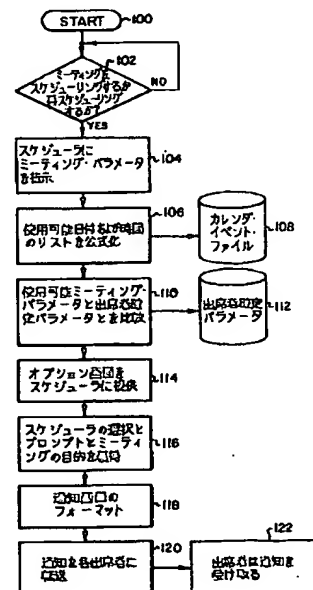 START
100
102
ミーティングを
スケジューリングするか
再スケジューリング
するか?
NO
YES
スケジューラに
ミーティング・パラメータ
を指示
104
使用可能日付および時間
のリストを公式化
106
カレンダ・
イベント・
ファイル
108
使用可能ミーティング・
パラメータと出席者設
定パラメータとを比較
110
出席者設定
パラメータ
112
オプション画面を
スケジューラに提供
114
スケジューラの選択と
プロンプトとミーティ
ングの目的を
116
通知画面の
フォーマット
118
通知を各出席者に
転送
120
出席者は通知を
受け取る
122